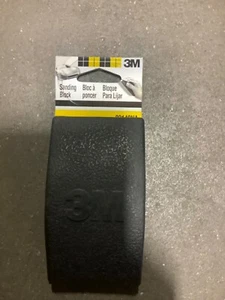 3M
Sanding Bloc à Bloque
Block poncer Para Lijar
3M